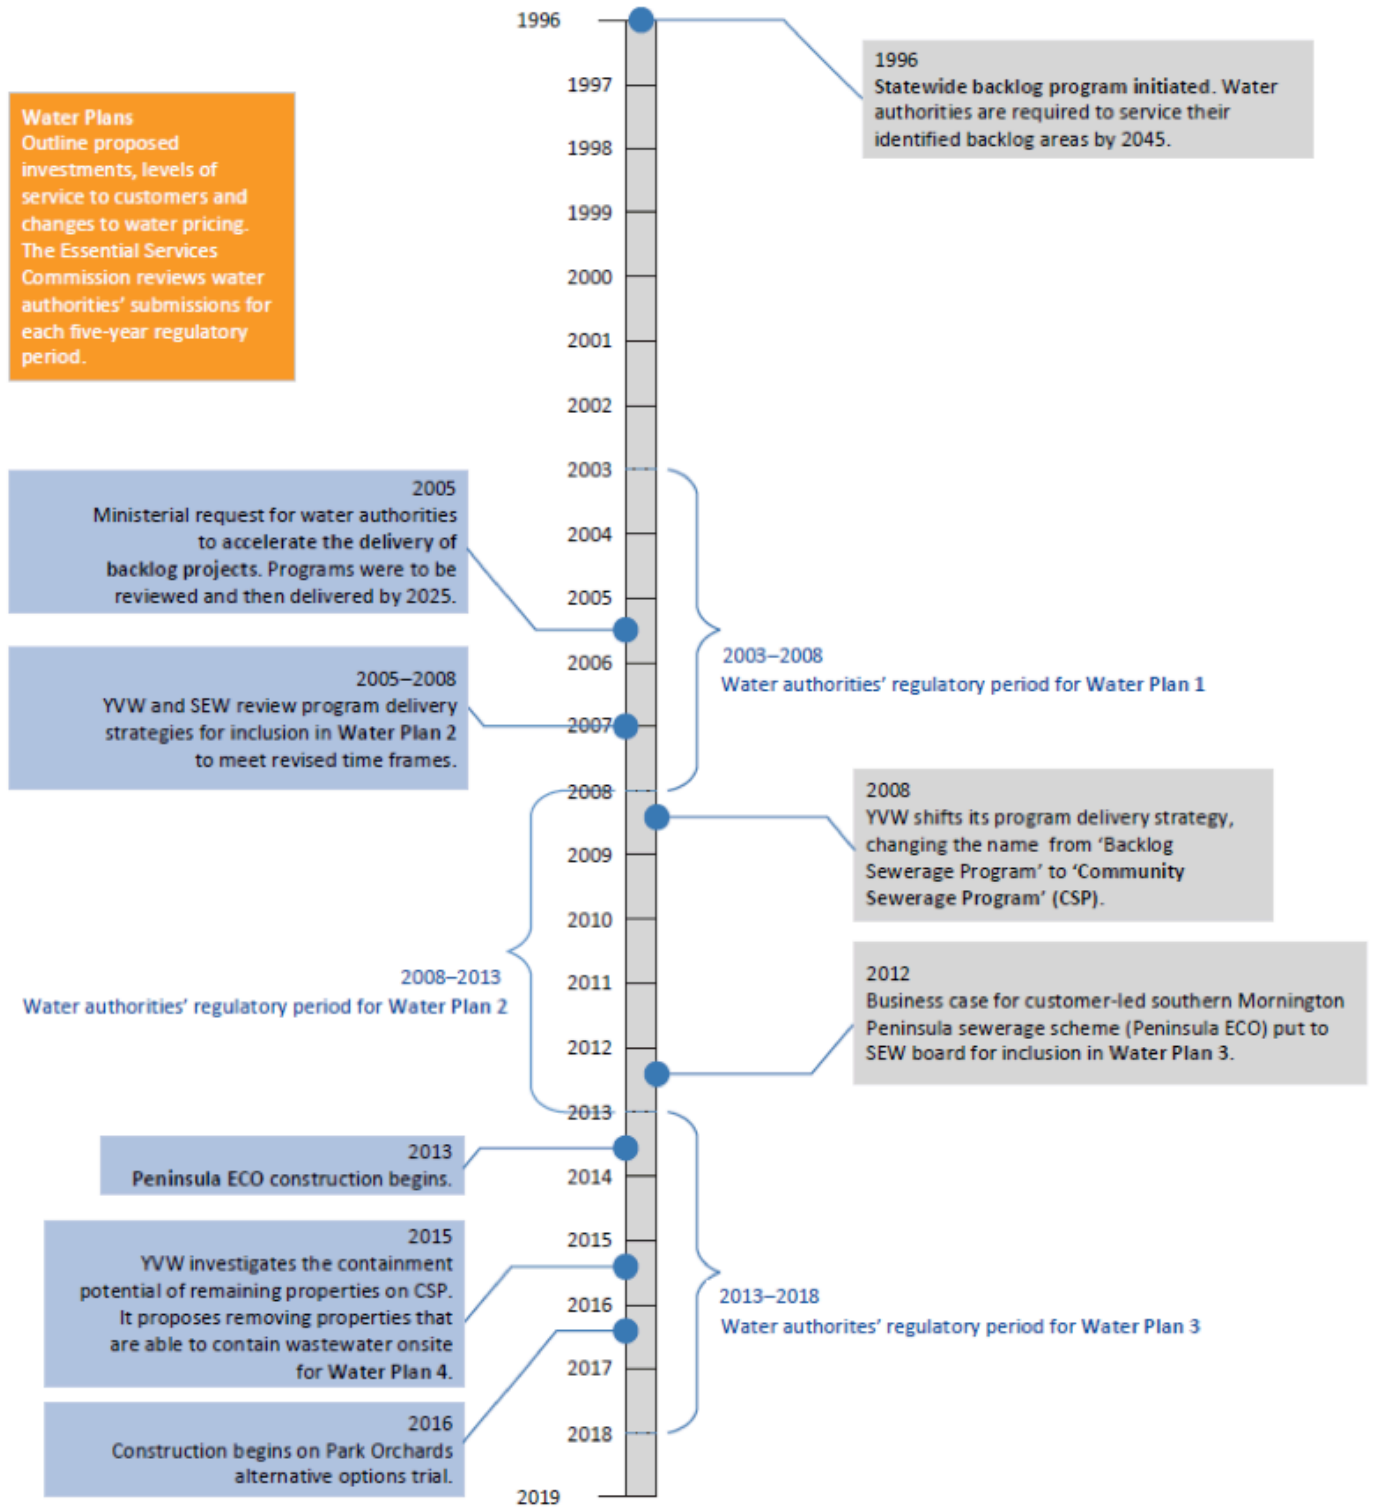 1996
1996
Statewide backlog program initiated. Water
authorities are required to service their
identified backlog areas by 2045.
1997
Water Plans
Outline proposed
investments, levels of
service to customers and
changes to water pricing.
The Essential Services
Commission reviews water
authorities' submissions for
each five-year regulatory
period.
1998
1999
2000
2001
2002
2003
2005
Ministerial request for water authorities
to accelerate the delivery of
backlog projects. Programs were to be
reviewed and then delivered by 2025.
2004
2005
2006
2003–2008
Water authorities' regulatory period for Water Plan 1
2005–2008
YVW and SEW review program delivery
strategies for inclusion in Water Plan 2
to meet revised time frames.
2007
2008
2008
YVW shifts its program delivery strategy,
changing the name from ‘Backlog
Sewerage Program’ to ‘Community
Sewerage Program’ (CSP).
2009
2010
2008–2013
Water authorities' regulatory period for Water Plan 2
2011
2012
Business case for customer-led southern Mornington
Peninsula sewerage scheme (Peninsula ECO) put to
SEW board for inclusion in Water Plan 3.
2012
2013
2013
Peninsula ECO construction begins.
2014
2015
YVW investigates the containment
potential of remaining properties on CSP.
It proposes removing properties that
are able to contain wastewater onsite
for Water Plan 4.
2015
2016
2013–2018
Water authorites' regulatory period for Water Plan 3
2017
2016
Construction begins on Park Orchards
alternative options trial.
2018
2019